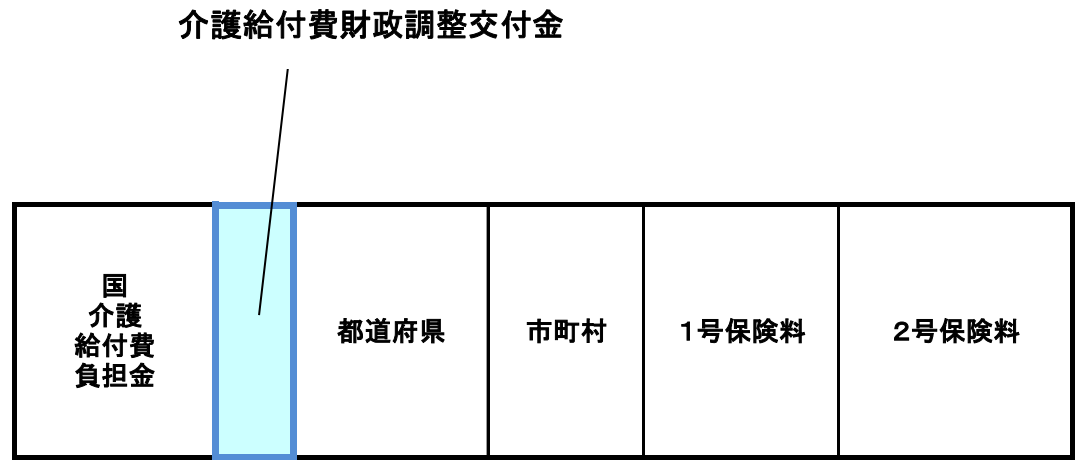 介護給付費財政調整交付金
国
介護
給付費
負担金
都道府県
市町村
１号保険料
２号保険料